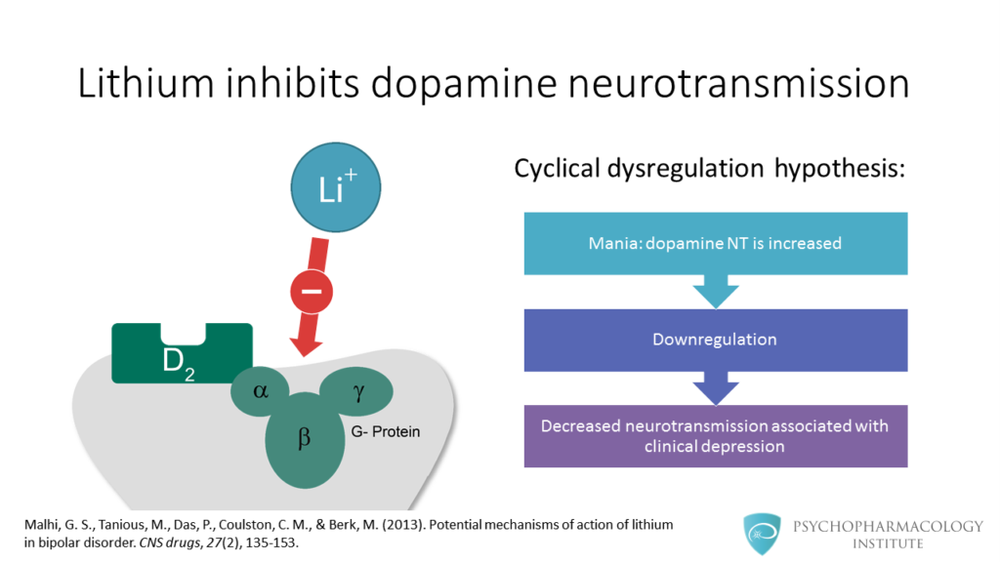 Lithium inhibits dopamine neurotransmission
Li+
D2
α
γ
β
G- Protein
Cyclical dysregulation hypothesis:
Mania: dopamine NT is increased
Downregulation
Decreased neurotransmission associated with
clinical depression
Malhi, G. S., Tanious, M., Das, P., Coulston, C. M., & Berk, M. (2013). Potential mechanisms of action of lithium
in bipolar disorder. CNS drugs, 27(2), 135-153.
PSYCHOPHARMACOLOGY
INSTITUTE